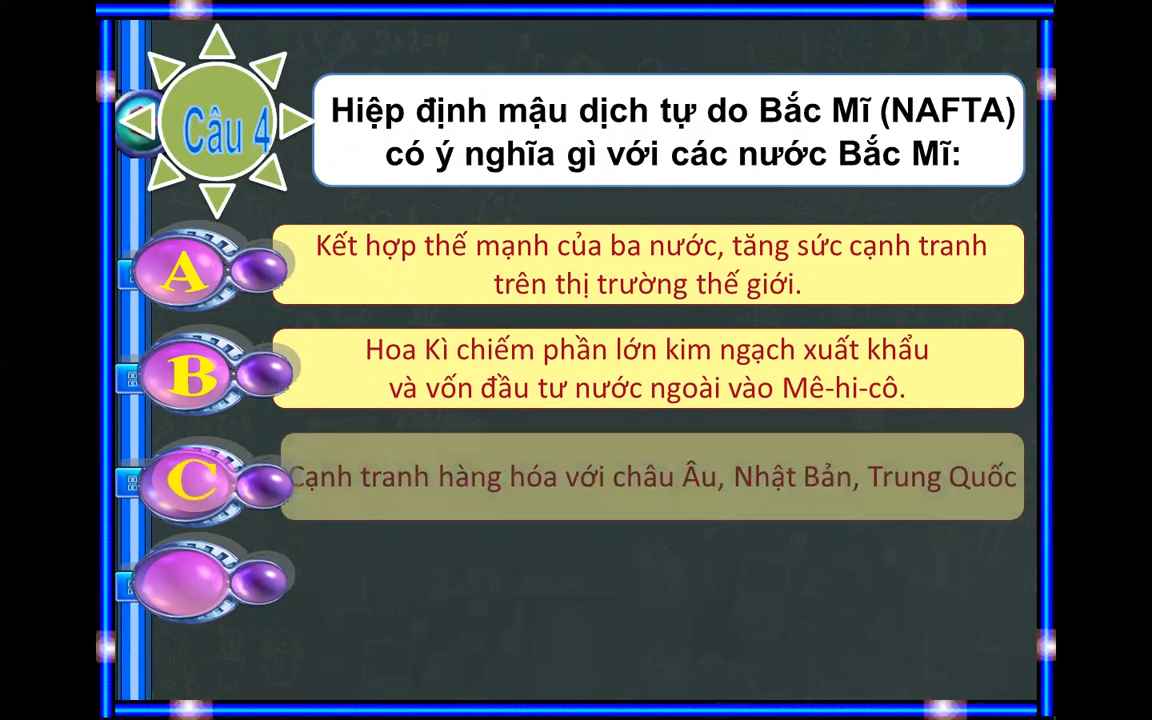 Câu 4
Hiệp định mậu dịch tự do Bắc Mĩ (NAFTA)
có ý nghĩa gì với các nước Bắc Mĩ:
A
Kết hợp thế mạnh của ba nước, tăng sức cạnh tranh
trên thị trường thế giới.
B
Hoa Kì chiếm phần lớn kim ngạch xuất khẩu
và vốn đầu tư nước ngoài vào Mê-hi-cô.
C
Cạnh tranh hàng hóa với châu Âu, Nhật Bản, Trung Quốc